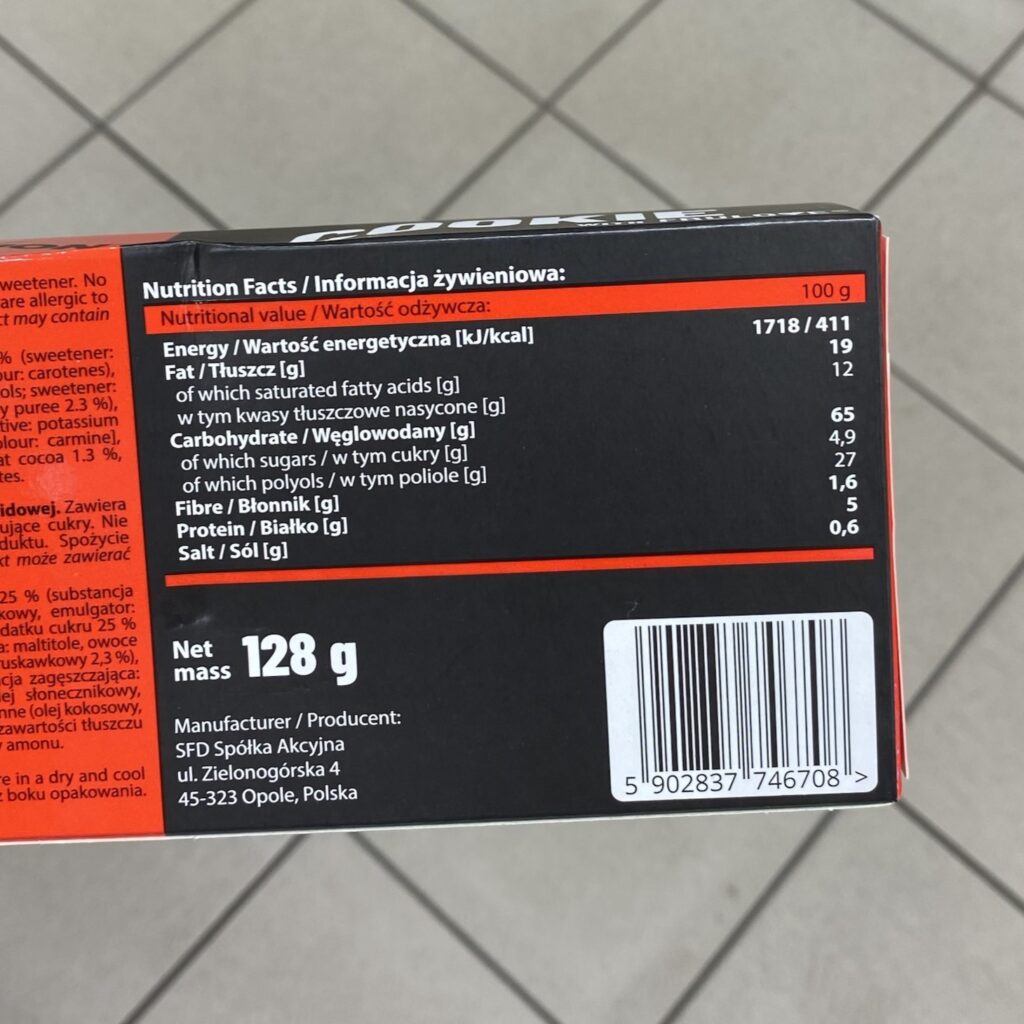 COOKIE
Nutrition Facts / Informacja żywieniowa:
Nutritional value / Wartość odżywcza: 100 g
Energy / Wartość energetyczna [kJ/kcal] 1718 / 411
Fat / Tłuszcz [g] 19
of which saturated fatty acids [g] 12
w tym kwasy tłuszczowe nasycone [g]
Carbohydrate / Węglowodany [g] 65
of which sugars / w tym cukry [g] 4,9
of which polyols / w tym poliole [g] 27
Fibre / Błonnik [g] 1,6
Protein / Białko [g] 5
Salt / Sól [g] 0,6
Net
mass 128 g
Manufacturer / Producent:
SFD Spółka Akcyjna
ul. Zielonogórska 4
45-323 Opole, Polska
5 902837 746708 >
weetener. No
are allergic to
ct may contain
% (sweetener:
our: carotenes),
ols; sweetener:
y puree 2.3 %),
tive: potassium
olour: carmine],
at cocoa 1.3 %,
tes.
idowej. Zawiera
ujące cukry. Nie
duktu. Spożycie
kt może zawierać
25 % (substancja
kowy, emulgator:
datku cukru 25 %
a: maltitole, owoce
ruskawkowy 2,3 %),
cja zagęszczająca:
ej słonecznikowy,
nne (olej kokosowy,
zawartości tłuszczu
y amonu.
re in a dry and cool
z boku opakowania.